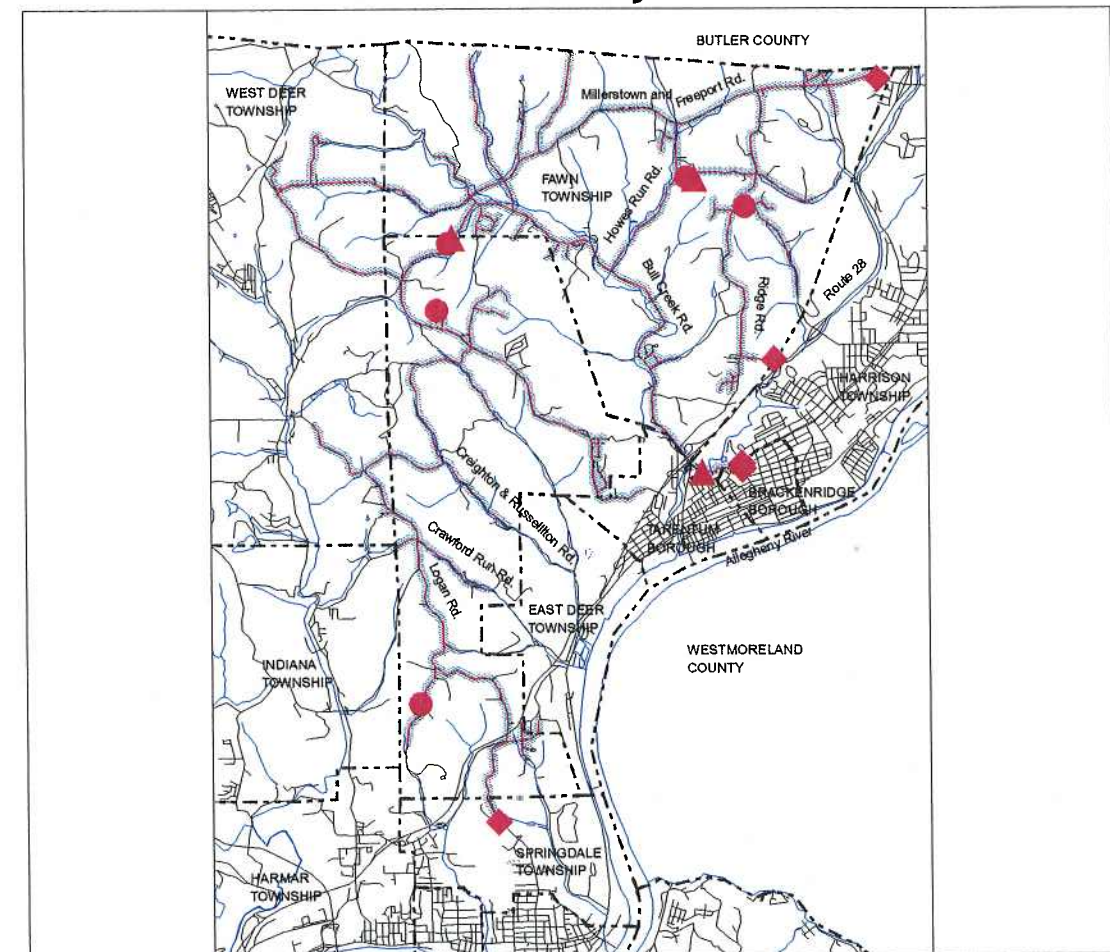 BUTLER COUNTY
WEST DEER
TOWNSHIP
Millerstown and Freeport Rd.
FAWN
TOWNSHIP
Howes Run Rd.
Bull Creek Rd.
Ridge Rd.
Route 28
HARRISON
TOWNSHIP
Creighton & Russellton Rd.
BRACKENRIDGE
BOROUGH
TARENTUM
BOROUGH
Allegheny River
Crawford Run Rd.
Logan Rd.
EAST DEER
TOWNSHIP
WESTMORELAND
COUNTY
INDIANA
TOWNSHIP
SPRINGDALE
TOWNSHIP
HARMAR
TOWNSHIP